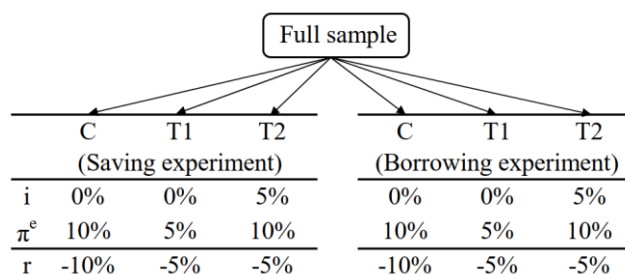 Full sample
C T1 T2 C T1 T2
(Saving experiment) (Borrowing experiment)
i 0% 0% 5% 0% 0% 5%
π^e 10% 5% 10% 10% 5% 10%
r -10% -5% -5% -10% -5% -5%